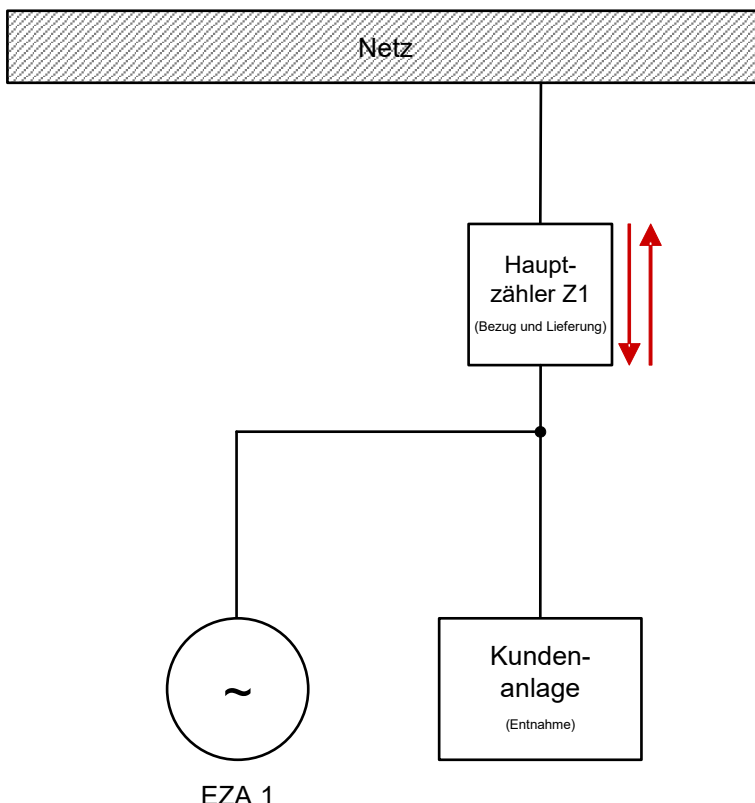 Netz
Haupt-
zähler Z1
(Bezug und Lieferung)
Kunden-
anlage
(Entnahme)
~
EZA 1